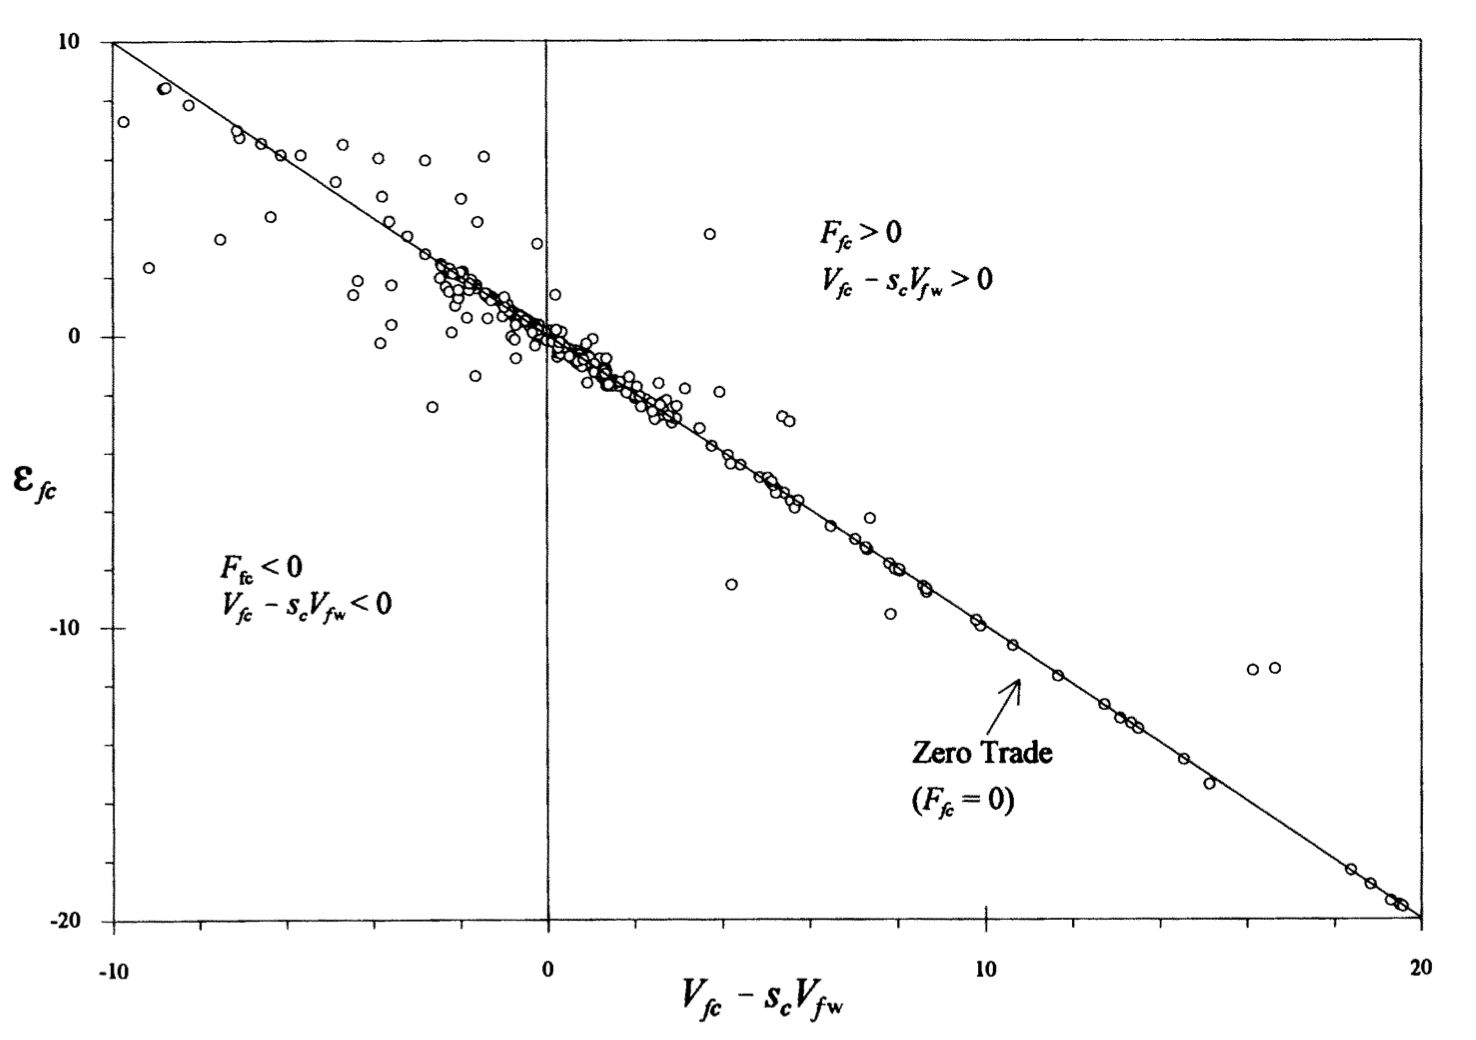 10
F_fc > 0
V_fc − s_cV_fw > 0
0
ε_fc
F_fc < 0
V_fc − s_cV_fw < 0
-10
Zero Trade
(F_fc = 0)
-20
-10
0
10
20
V_fc − s_cV_fw